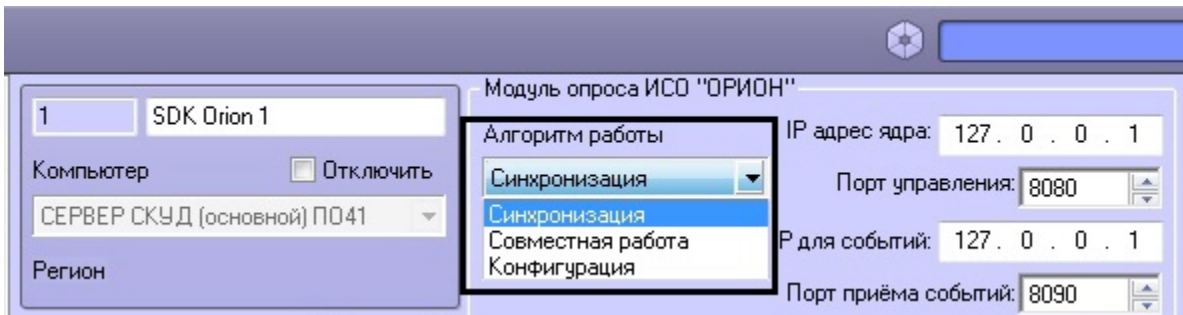 1 SDK Orion 1
Компьютер Отключить
СЕРВЕР СКУД (основной) ПО41
Регион
Модуль опроса ИСО "ОРИОН"
Алгоритм работы
Синхронизация
Синхронизация
Совместная работа
Конфигурация
IP адрес ядра: 127 . 0 . 0 . 1
Порт управления: 8080
P для событий: 127 . 0 . 0 . 1
Порт приёма событий: 8090